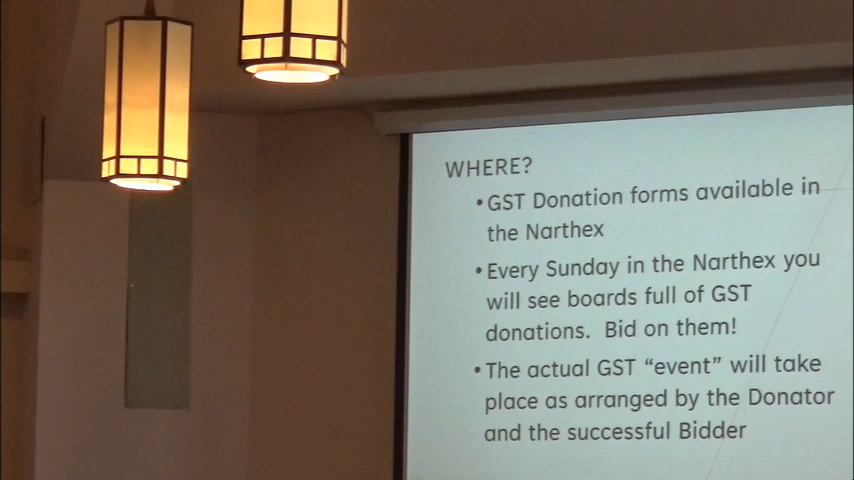 WHERE?
•GST Donation forms available in
the Narthex
•Every Sunday in the Narthex you
will see boards full of GST
donations.  Bid on them!
•The actual GST “event” will take
place as arranged by the Donator
and the successful Bidder